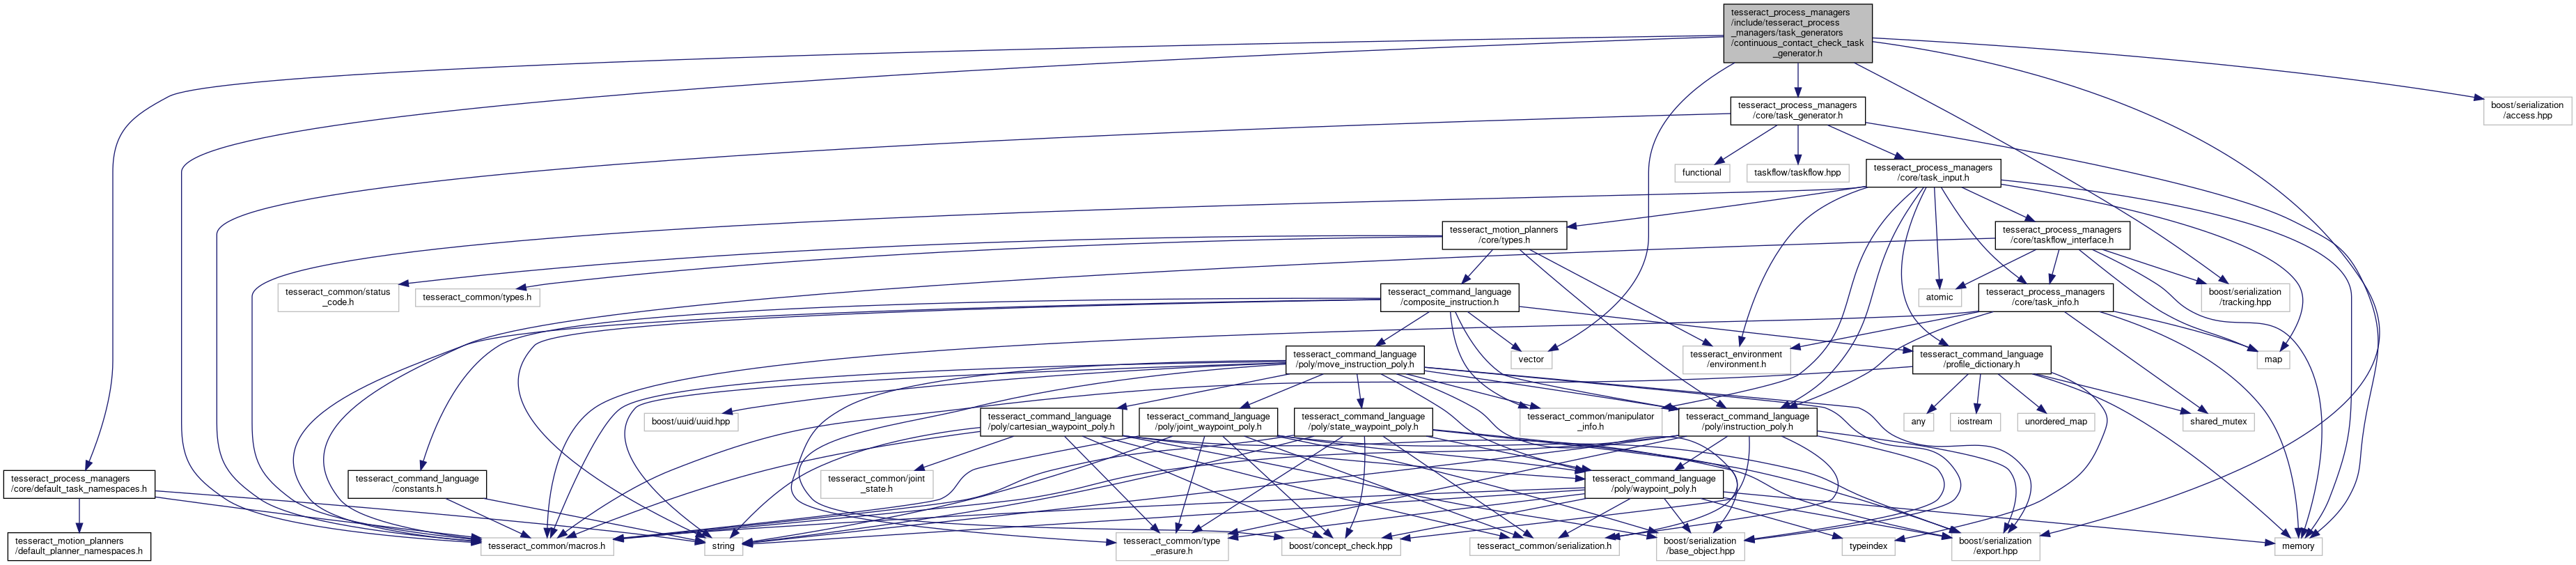 tesseract_process_managers
/include/tesseract_process
_managers/task_generators
/continuous_contact_check_task
_generator.h
tesseract_process_managers
/core/task_generator.h
boost/serialization
/access.hpp
functional
taskflow/taskflow.hpp
tesseract_process_managers
/core/task_input.h
tesseract_motion_planners
/core/types.h
tesseract_process_managers
/core/taskflow_interface.h
tesseract_common/status
_code.h
tesseract_common/types.h
tesseract_command_language
/composite_instruction.h
atomic
tesseract_process_managers
/core/task_info.h
boost/serialization
/tracking.hpp
tesseract_command_language
/poly/move_instruction_poly.h
vector
tesseract_environment
/environment.h
tesseract_command_language
/profile_dictionary.h
map
boost/uuid/uuid.hpp
tesseract_command_language
/poly/cartesian_waypoint_poly.h
tesseract_command_language
/poly/joint_waypoint_poly.h
tesseract_command_language
/poly/state_waypoint_poly.h
tesseract_common/manipulator
_info.h
tesseract_command_language
/poly/instruction_poly.h
any
iostream
unordered_map
shared_mutex
tesseract_process_managers
/core/default_task_namespaces.h
tesseract_command_language
/constants.h
tesseract_common/joint
_state.h
tesseract_command_language
/poly/waypoint_poly.h
tesseract_motion_planners
/default_planner_namespaces.h
tesseract_common/macros.h
string
tesseract_common/type
_erasure.h
boost/concept_check.hpp
tesseract_common/serialization.h
boost/serialization
/base_object.hpp
typeindex
boost/serialization
/export.hpp
memory